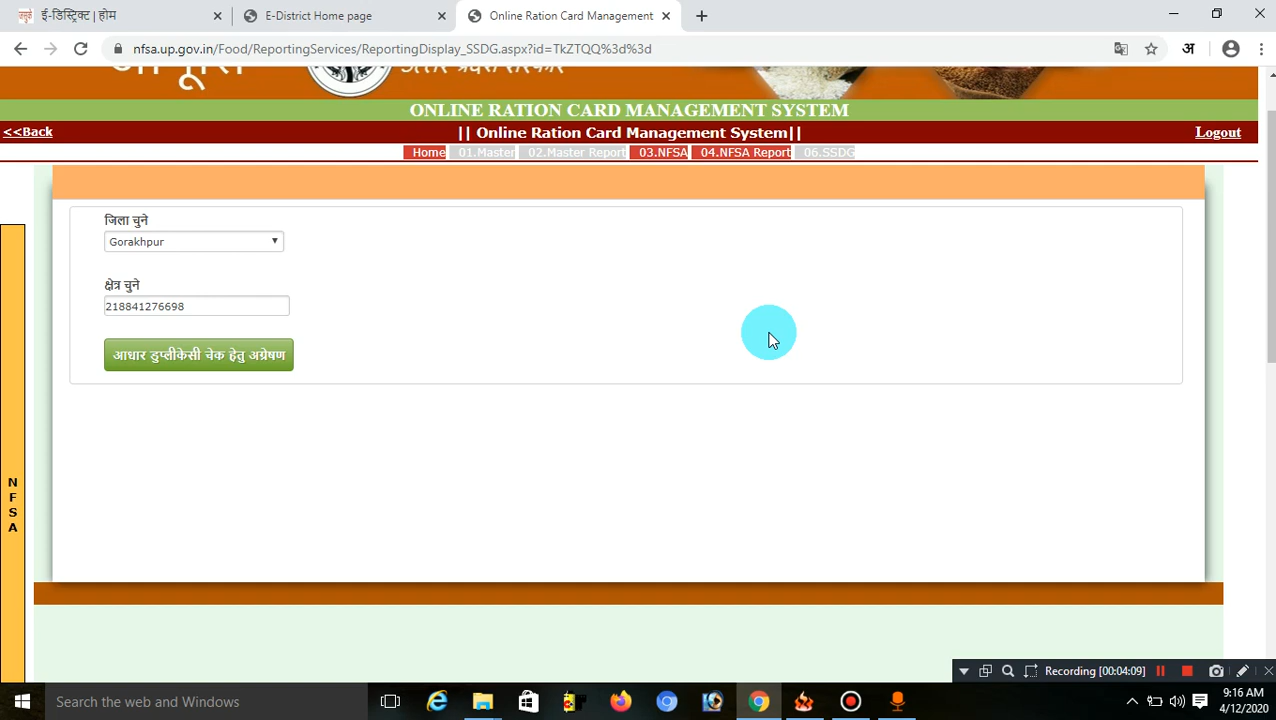 ई-डिस्ट्रिक्ट | होम
E-District Home page
Online Ration Card Management
nfsa.up.gov.in/Food/ReportingServices/ReportingDisplay_SSDG.aspx?id=TkZTQQ%3d%3d
अ
ONLINE RATION CARD MANAGEMENT SYSTEM
<<Back
|| Online Ration Card Management System||
Logout
Home 01.Master 02.Master Report 03.NFSA 04.NFSA Report 06.SSDG
जिला चुने
Gorakhpur
क्षेत्र चुने
218841276698
आधार डुप्लीकेसी चेक हेतु अग्रेषण
N
F
S
A
Recording [00:04:09]
Search the web and Windows
9:16 AM
4/12/2020